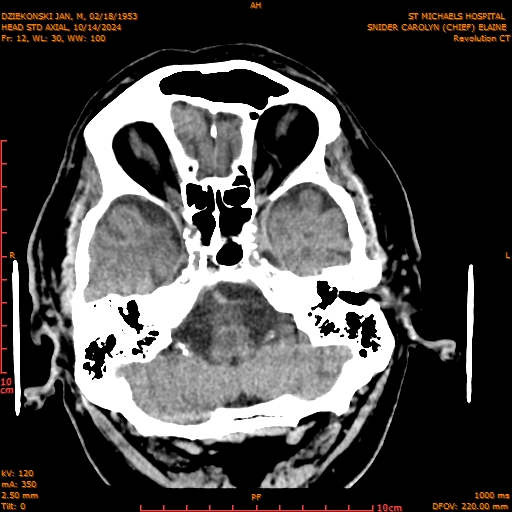 AH
DZIEKONSKI JAN, M, 02/18/1953
HEAD STD AXIAL, 10/14/2024
Fr: 12, WL: 30, WW: 100
ST MICHAELS HOSPITAL
SNIDER CAROLYN (CHIEF) ELAINE
Revolution CT
R
L
10
cm
kV: 120
mA: 350
2.50 mm
Tilt: 0
PF
10cm
1000 ms
DFOV: 220.00 mm